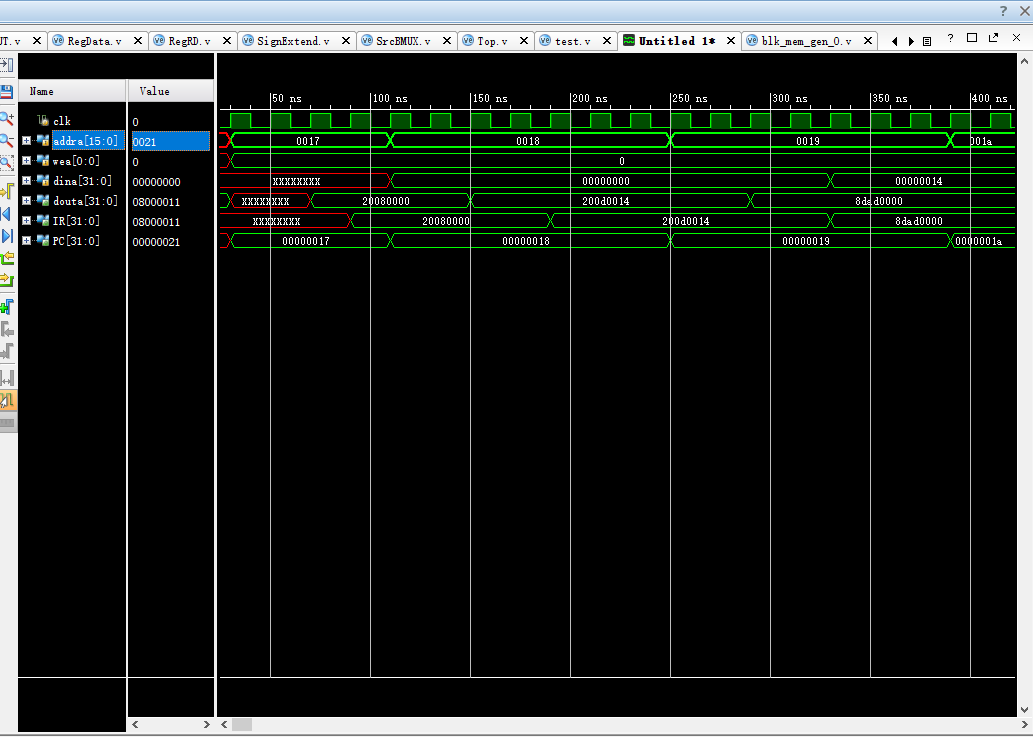 UT.v RegData.v RegRD.v SignExtend.v SrcBMUX.v Top.v test.v Untitled 1* blk_mem_gen_0.v
Name Value
50 ns 100 ns 150 ns 200 ns 250 ns 300 ns 350 ns 400 ns
clk 0
addra[15:0] 0021 0017 0018 0019 001a
wea[0:0] 0 0
dina[31:0] 00000000 XXXXXXXX 00000000 00000014
douta[31:0] 08000011 XXXXXXXX 20080000 200d0014 8dad0000
IR[31:0] 08000011 XXXXXXXX 20080000 200d0014 8dad0000
PC[31:0] 00000021 00000017 00000018 00000019 0000001a